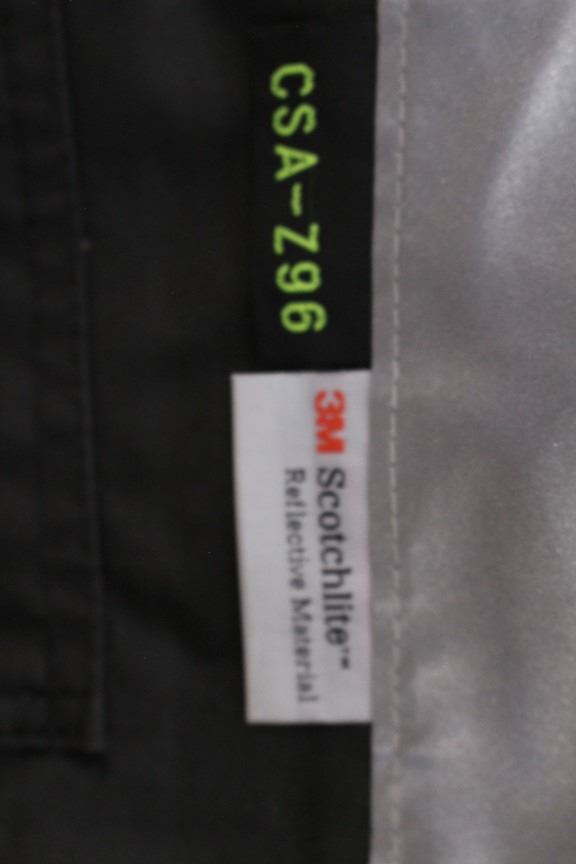 CSA-Z96
3M Scotchlite™
Reflective Material